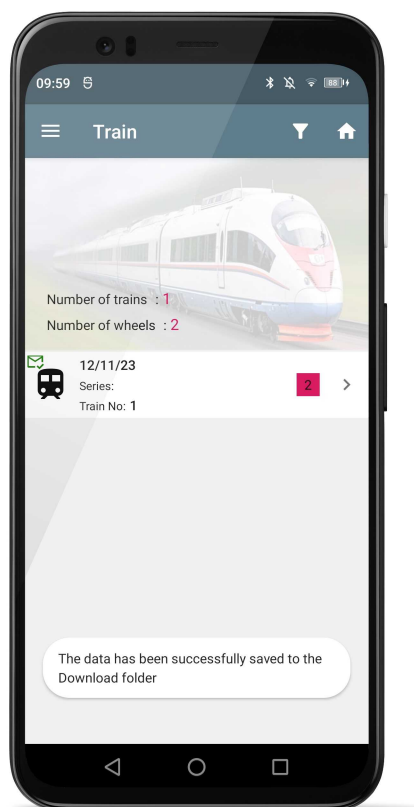 09:59
88
Train
Number of trains : 1
Number of wheels : 2
12/11/23
Series:
2
Train No: 1
The data has been successfully saved to the
Download folder